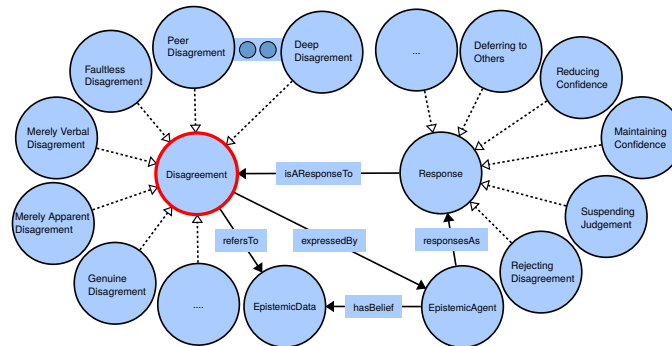 Peer
Disagreement
Deep
Disagreement
...
Deferring to
Others
Faultless
Disagreement
Reducing
Confidence
Merely Verbal
Disagreement
Maintaining
Confidence
Disagreement
isAResponseTo
Response
Merely Apparent
Disagreement
Suspending
Judgement
refersTo
expressedBy
responsesAs
Genuine
Disagrement
....
Rejecting
Disagreement
EpistemicData
hasBelief
EpistemicAgent